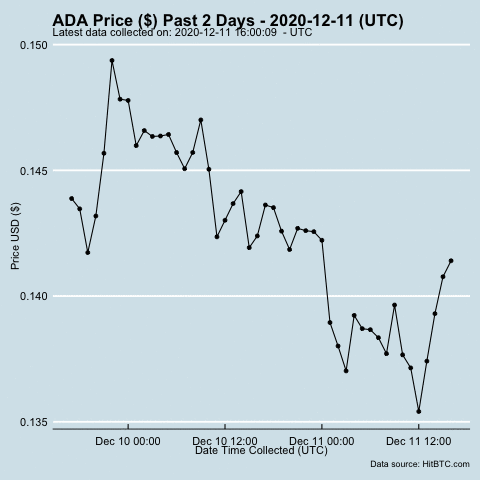 ADA Price ($) Past 2 Days - 2020-12-11 (UTC)
Latest data collected on: 2020-12-11 16:00:09 - UTC
0.150
0.145
0.140
0.135
Price USD ($)
Dec 10 00:00 Dec 10 12:00 Dec 11 00:00 Dec 11 12:00
Date Time Collected (UTC)
Data source: HitBTC.com